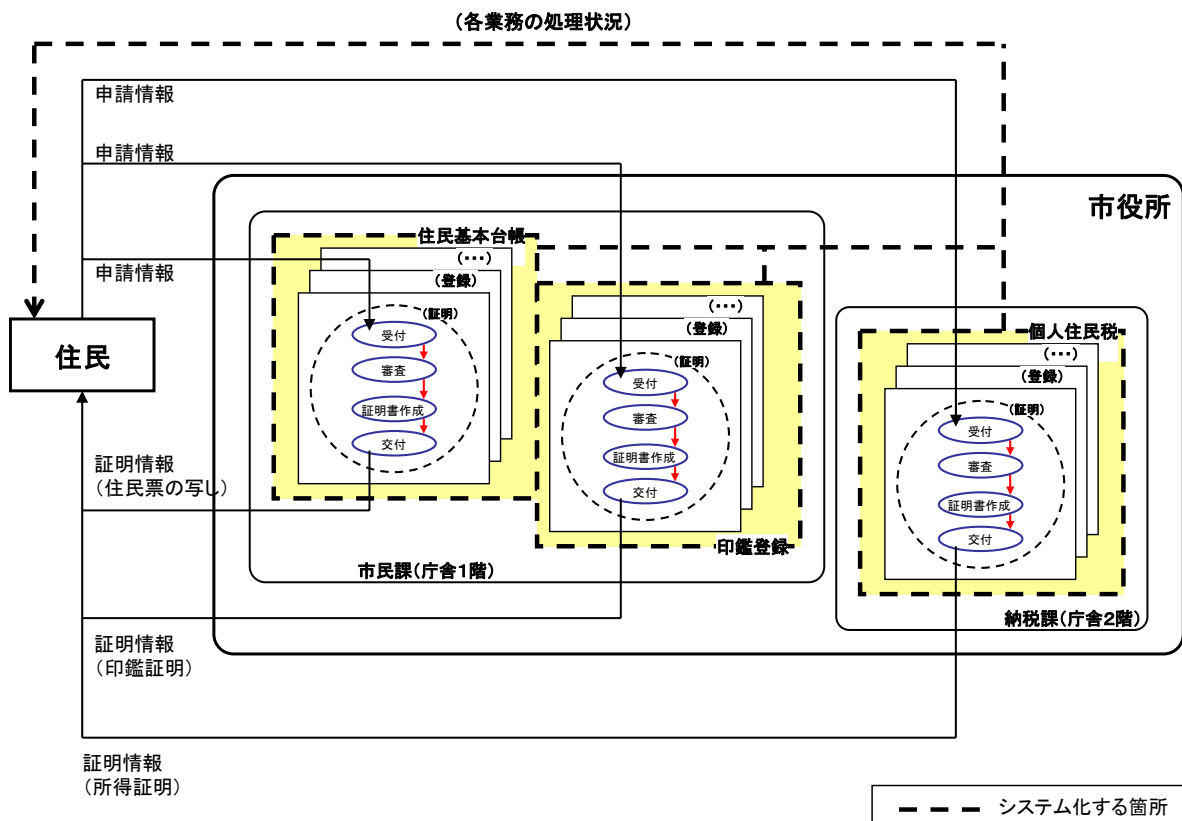 (各業務の処理状況)
申請情報
申請情報
市役所
住民基本台帳
(・・・)
申請情報
(登録)
(証明)
受付
審査
証明書作成
交付
(・・・)
(登録)
(証明)
受付
審査
証明書作成
交付
印鑑登録
個人住民税
(・・・)
(登録)
(証明)
受付
審査
証明書作成
交付
住民
証明情報
(住民票の写し)
市民課(庁舎1階)
納税課(庁舎2階)
証明情報
(印鑑証明)
証明情報
(所得証明)
システム化する箇所